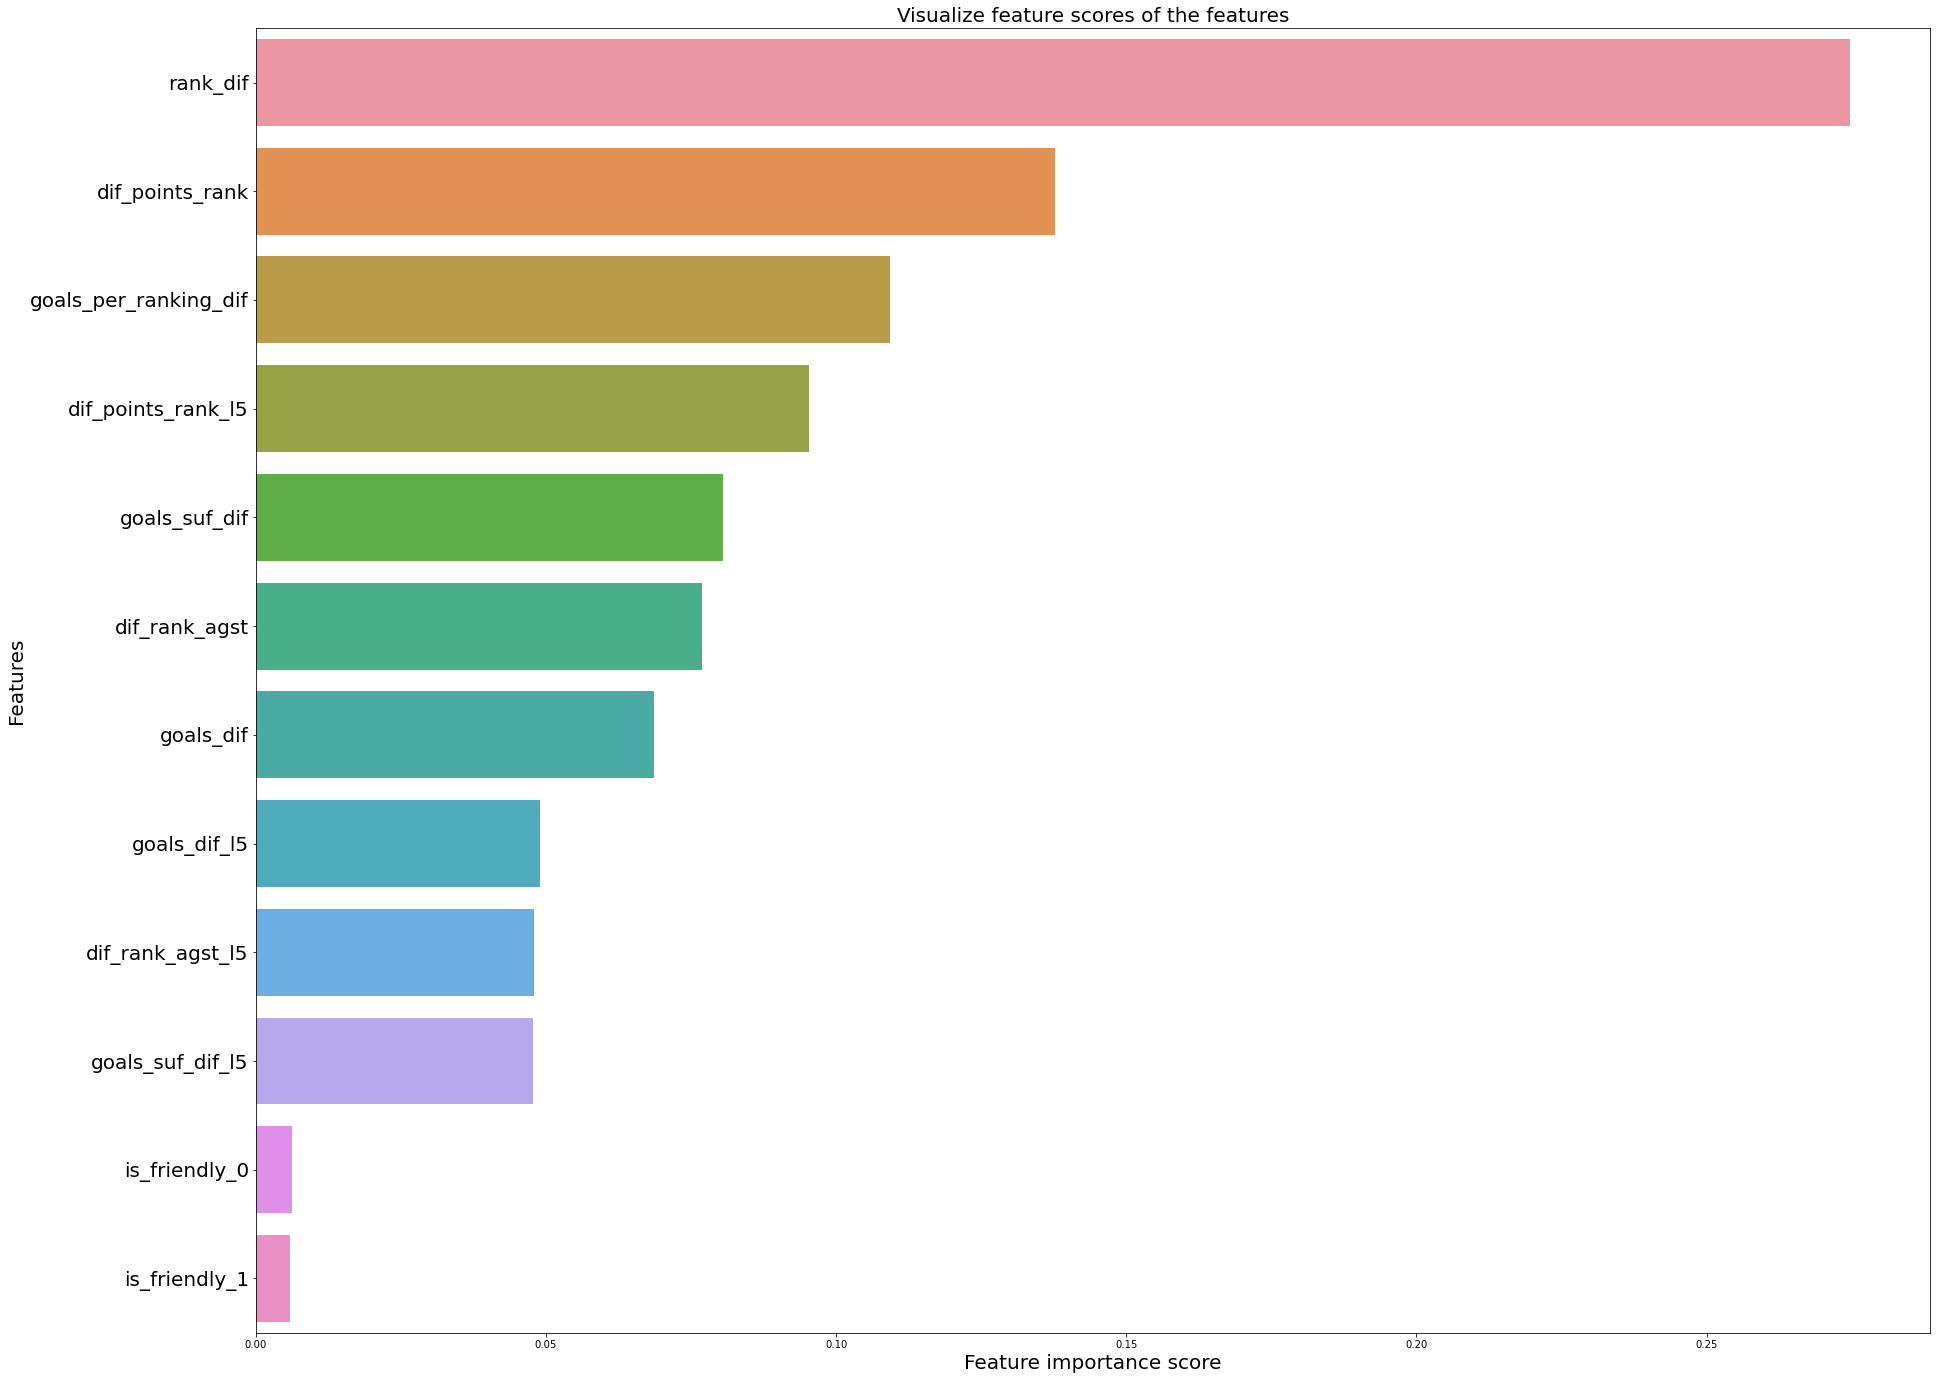 Visualize feature scores of the features
rank_dif
dif_points_rank
goals_per_ranking_dif
dif_points_rank_l5
goals_suf_dif
dif_rank_agst
goals_dif
goals_dif_l5
dif_rank_agst_l5
goals_suf_dif_l5
is_friendly_0
is_friendly_1
Features
0.00 0.05 0.10 0.15 0.20 0.25
Feature importance score